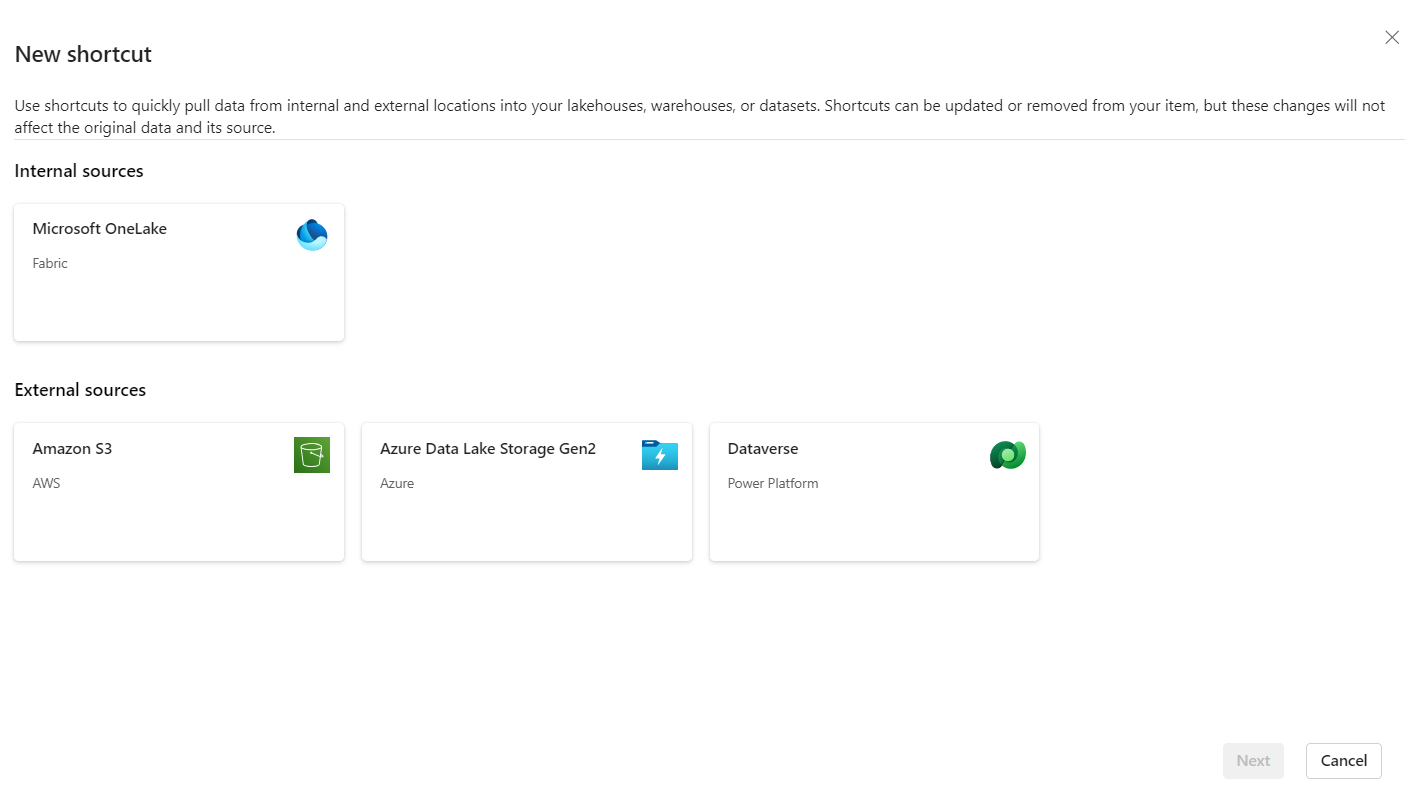 New shortcut
Use shortcuts to quickly pull data from internal and external locations into your lakehouses, warehouses, or datasets. Shortcuts can be updated or removed from your item, but these changes will not
affect the original data and its source.
Internal sources
Microsoft OneLake
Fabric
External sources
Amazon S3
AWS
Azure Data Lake Storage Gen2
Azure
Dataverse
Power Platform
Next
Cancel